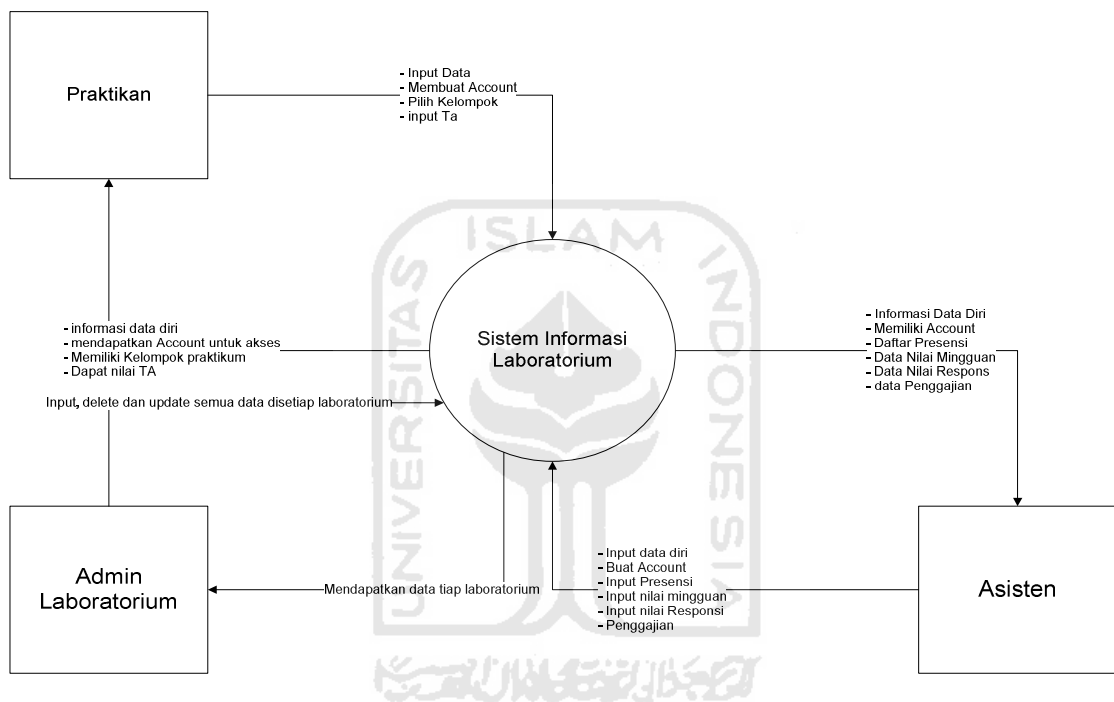 Praktikan
- Input Data
- Membuat Account
- Pilih Kelompok
- input Ta
UNIVERSITAS
ISLAM
INDONESIA
- informasi data diri
- mendapatkan Account untuk akses
- Memiliki Kelompok praktikum
- Dapat nilai TA
Sistem Informasi
Laboratorium
- Informasi Data Diri
- Memiliki Account
- Daftar Presensi
- Data Nilai Mingguan
- Data Nilai Respons
- data Penggajian
Input, delete dan update semua data disetiap laboratorium
Admin
Laboratorium
Mendapatkan data tiap laboratorium
- Input data diri
- Buat Account
- Input Presensi
- Input nilai mingguan
- Input nilai Responsi
- Penggajian
Asisten